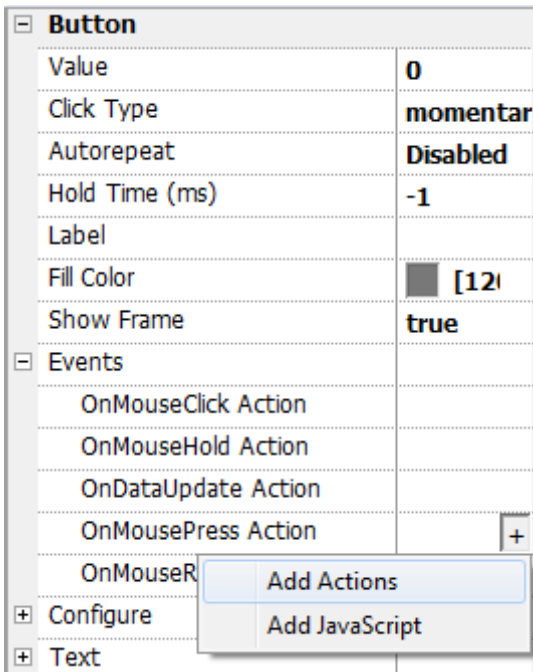 Button
Value 0
Click Type momentar
Autorepeat Disabled
Hold Time (ms) -1
Label
Fill Color [120
Show Frame true
Events
OnMouseClick Action
OnMouseHold Action
OnDataUpdate Action
OnMousePress Action +
OnMouseR
Add Actions
Configure
Add JavaScript
Text